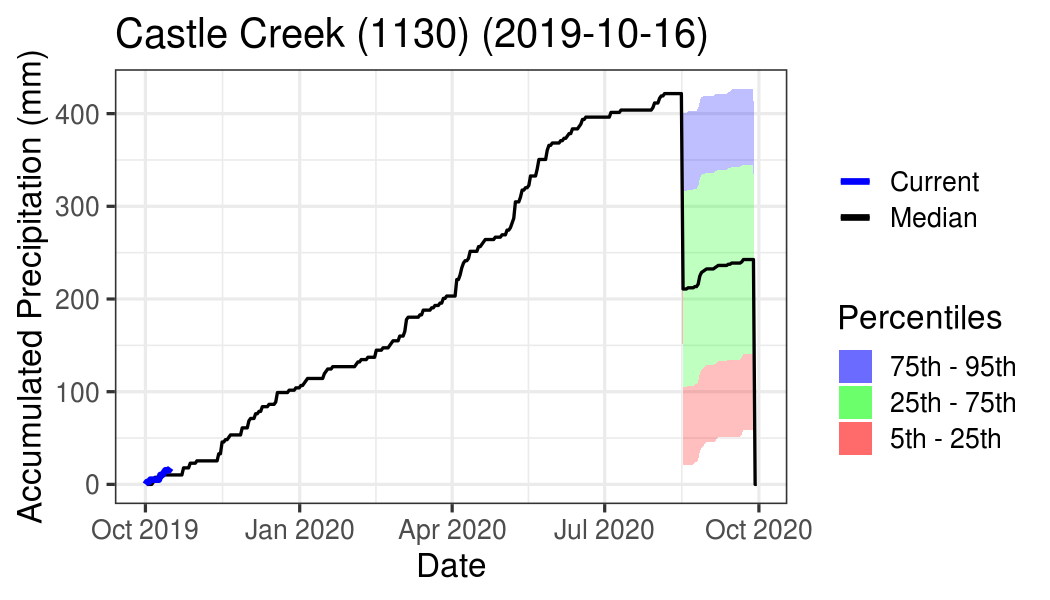 Castle Creek (1130) (2019-10-16)
Accumulated Precipitation (mm)
400
300
200
100
0
Oct 2019
Jan 2020
Apr 2020
Jul 2020
Oct 2020
Date
Current
Median
Percentiles
75th - 95th
25th - 75th
5th - 25th